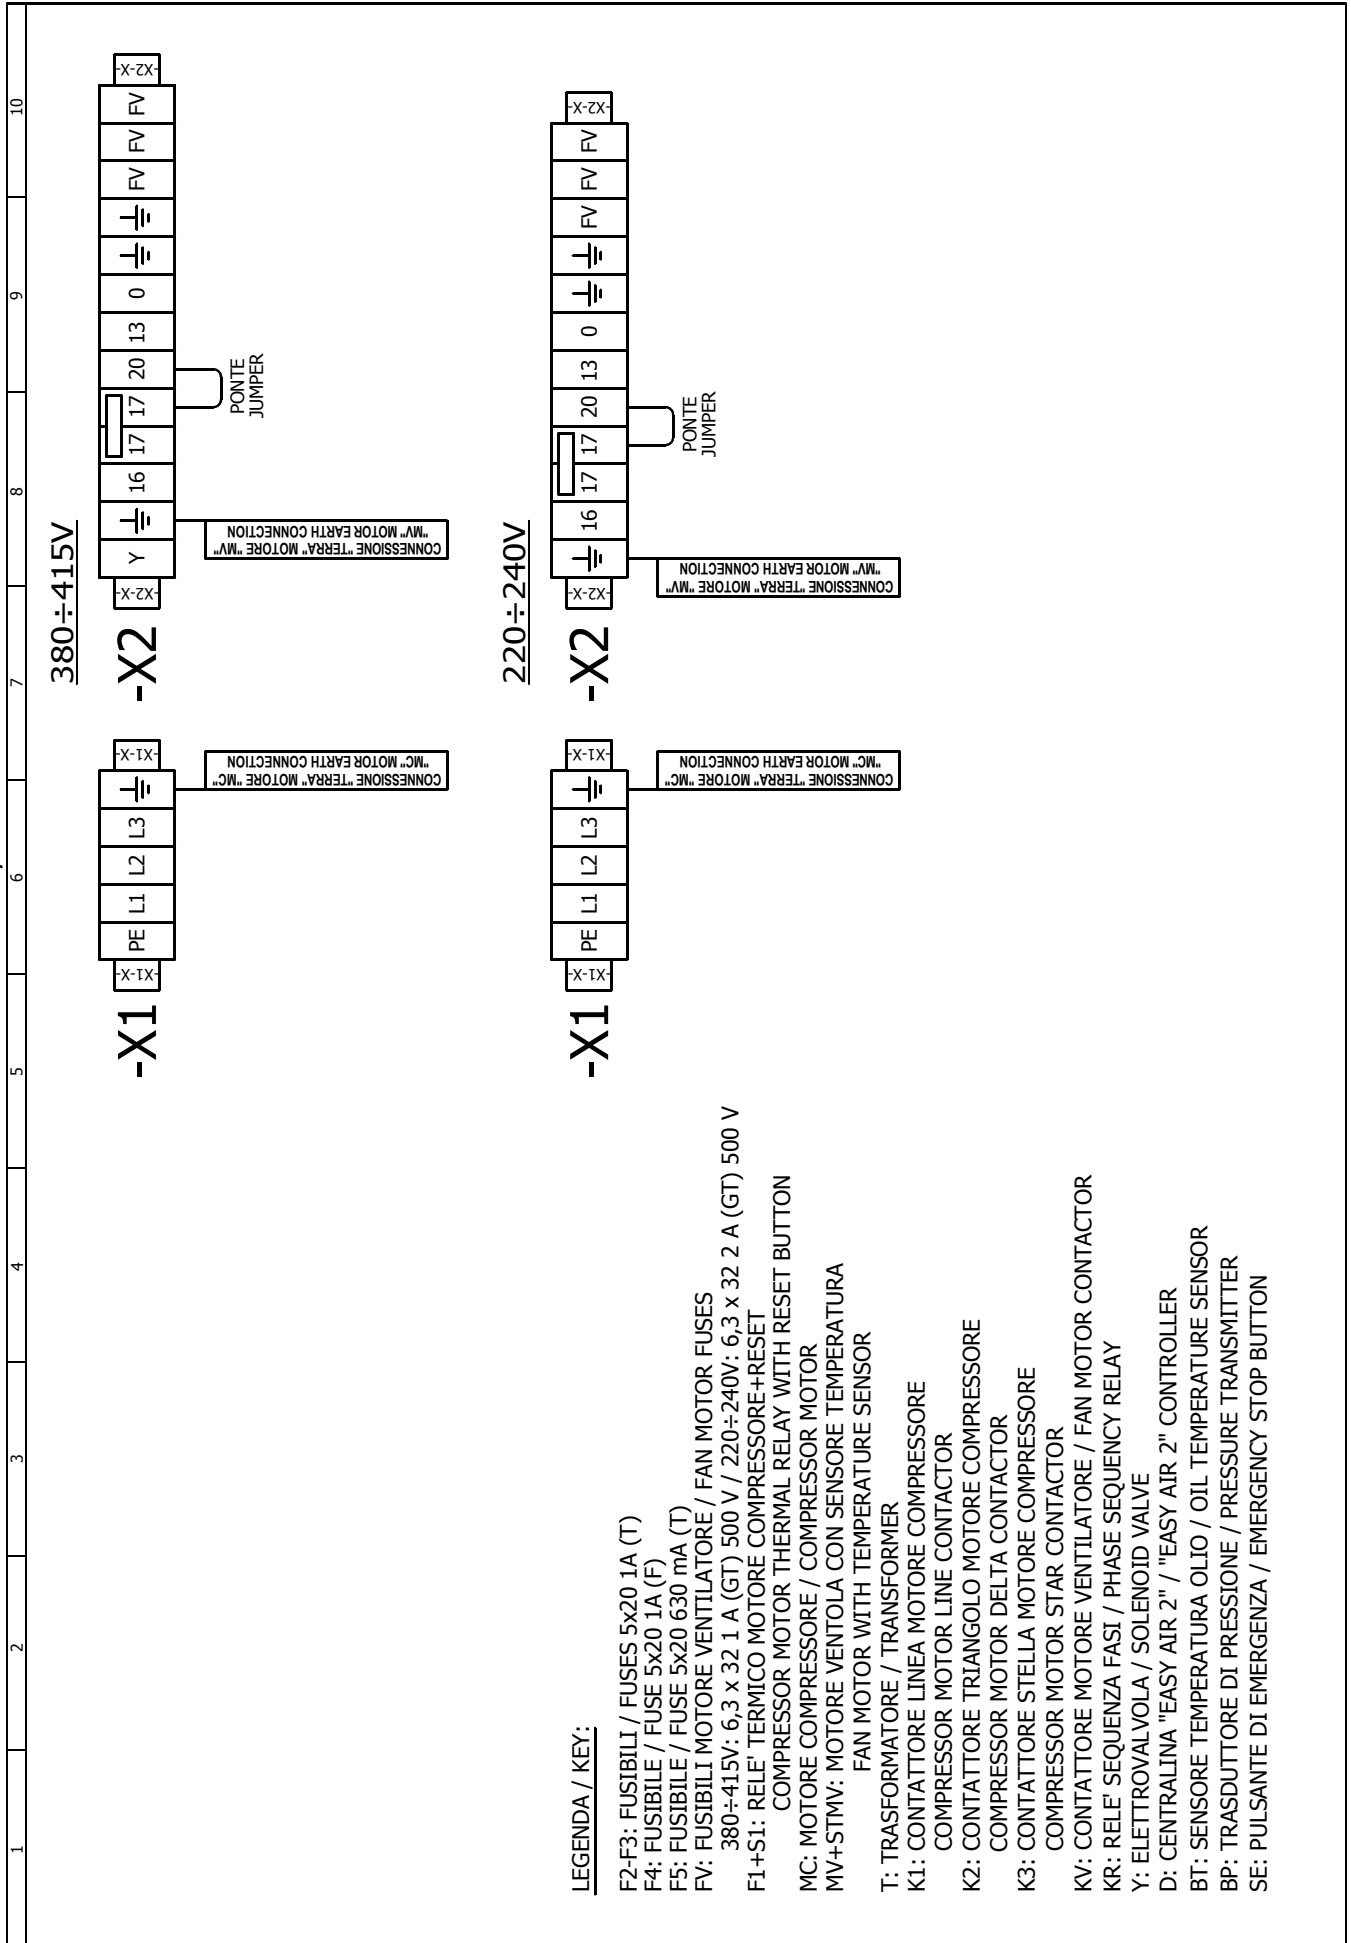 1 2 3 4 5 6 7 8 9 10
380÷415V
-X1
-X1-X- PE L1 L2 L3 -X1-X-
CONNESSIONE "TERRA" MOTORE "MC"
"MC" MOTOR EARTH CONNECTION
-X2
-X2-X- Y 16 17 17 20 13 0 FV FV FV -X2-X-
CONNESSIONE "TERRA" MOTORE "MV"
"MV" MOTOR EARTH CONNECTION
PONTE
JUMPER
220÷240V
-X1
-X1-X- PE L1 L2 L3 -X1-X-
CONNESSIONE "TERRA" MOTORE "MC"
"MC" MOTOR EARTH CONNECTION
-X2
-X2-X- 16 17 17 20 13 0 FV FV FV -X2-X-
CONNESSIONE "TERRA" MOTORE "MV"
"MV" MOTOR EARTH CONNECTION
PONTE
JUMPER
LEGENDA / KEY:
F2-F3: FUSIBILI / FUSES 5x20 1A (T)
F4: FUSIBILE / FUSE 5x20 1A (F)
F5: FUSIBILE / FUSE 5x20 630 mA (T)
FV: FUSIBILI MOTORE VENTILATORE / FAN MOTOR FUSES
380÷415V: 6,3 x 32 1 A (GT) 500 V / 220÷240V: 6,3 x 32 2 A (GT) 500 V
F1+S1: RELE' TERMICO MOTORE COMPRESSORE+RESET
COMPRESSOR MOTOR THERMAL RELAY WITH RESET BUTTON
MC: MOTORE COMPRESSORE / COMPRESSOR MOTOR
MV+STMV: MOTORE VENTOLA CON SENSORE TEMPERATURA
FAN MOTOR WITH TEMPERATURE SENSOR
T: TRASFORMATORE / TRANSFORMER
K1: CONTATTORE LINEA MOTORE COMPRESSORE
COMPRESSOR MOTOR LINE CONTACTOR
K2: CONTATTORE TRIANGOLO MOTORE COMPRESSORE
COMPRESSOR MOTOR DELTA CONTACTOR
K3: CONTATTORE STELLA MOTORE COMPRESSORE
COMPRESSOR MOTOR STAR CONTACTOR
KV: CONTATTORE MOTORE VENTILATORE / FAN MOTOR CONTACTOR
KR: RELE' SEQUENZA FASI / PHASE SEQUENCY RELAY
Y: ELETTROVALVOLA / SOLENOID VALVE
D: CENTRALINA "EASY AIR 2" / "EASY AIR 2" CONTROLLER
BT: SENSORE TEMPERATURA OLIO / OIL TEMPERATURE SENSOR
BP: TRASDUTTORE DI PRESSIONE / PRESSURE TRANSMITTER
SE: PULSANTE DI EMERGENZA / EMERGENCY STOP BUTTON